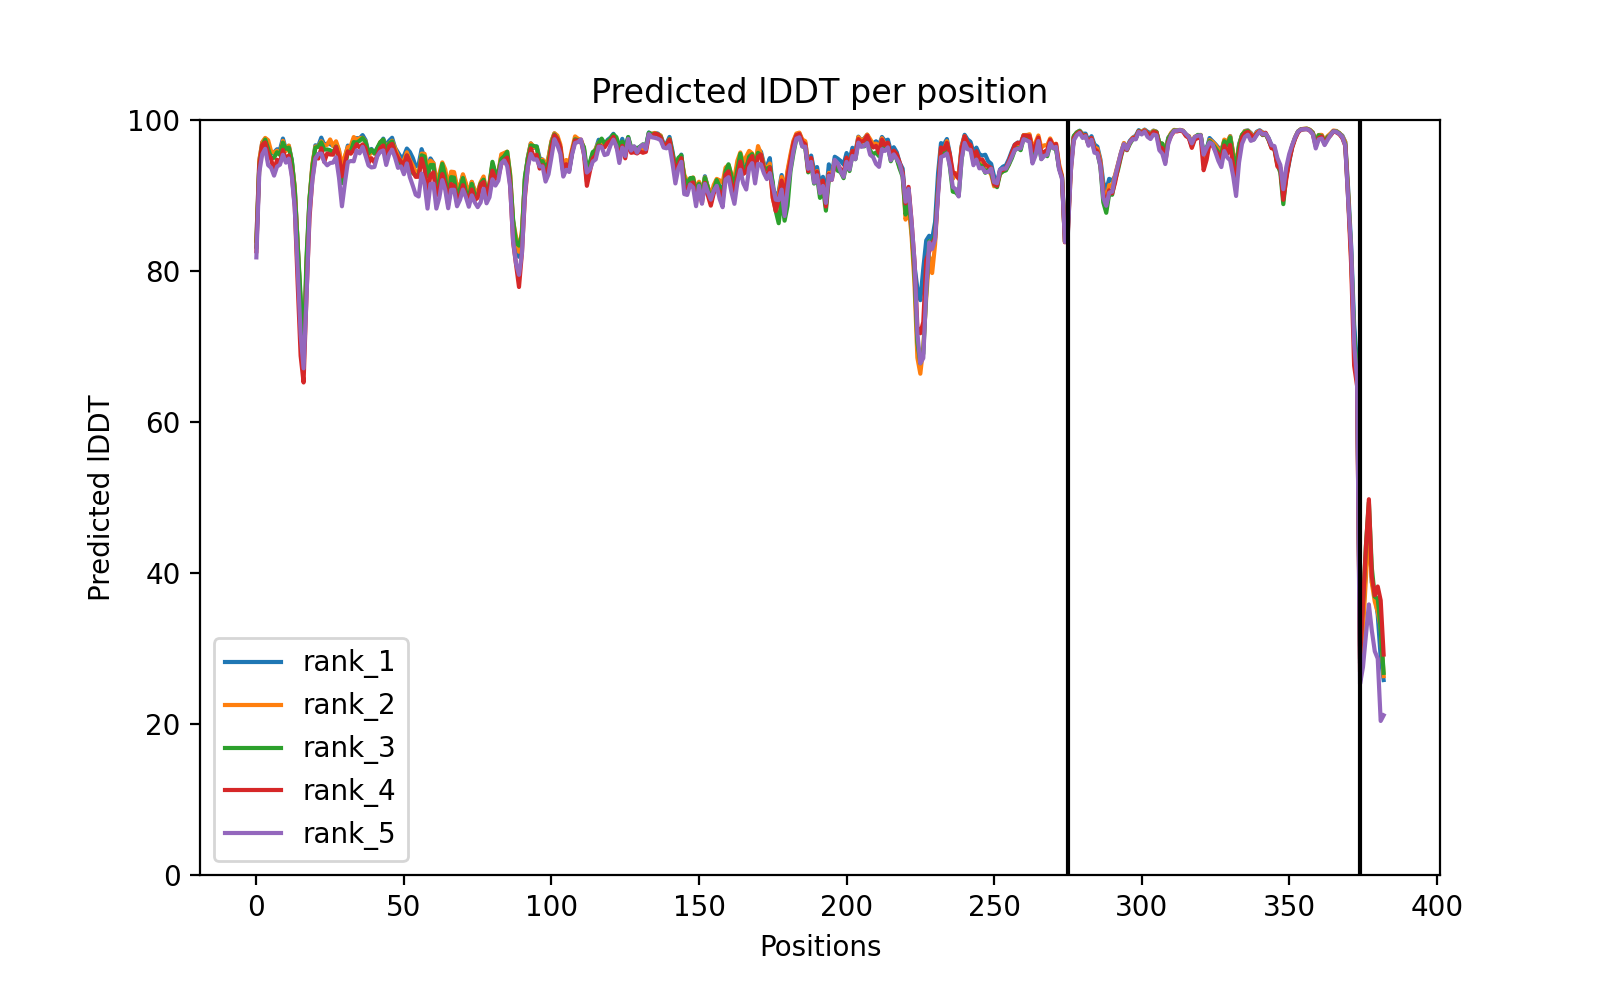 Predicted lDDT per position
100
80
60
40
20
0
Predicted lDDT
rank_1
rank_2
rank_3
rank_4
rank_5
0 50 100 150 200 250 300 350 400
Positions